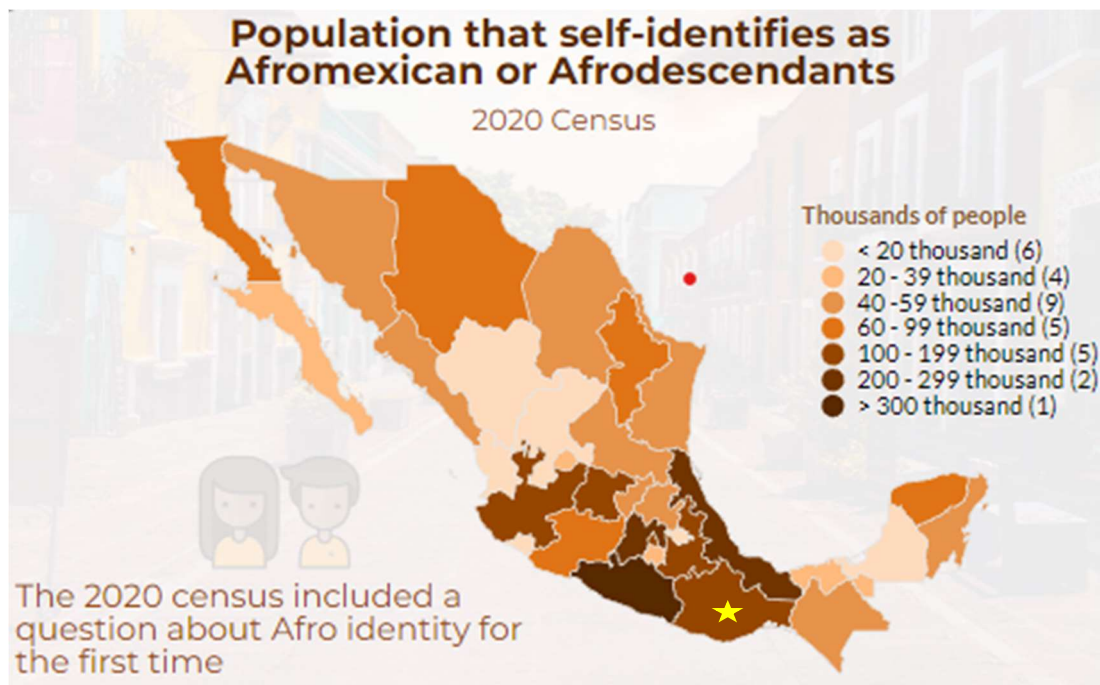 Population that self-identifies as
Afromexican or Afrodescendants
2020 Census
Thousands of people
< 20 thousand (6)
20 - 39 thousand (4)
40 -59 thousand (9)
60 - 99 thousand (5)
100 - 199 thousand (5)
200 - 299 thousand (2)
> 300 thousand (1)
The 2020 census included a
question about Afro identity for
the first time